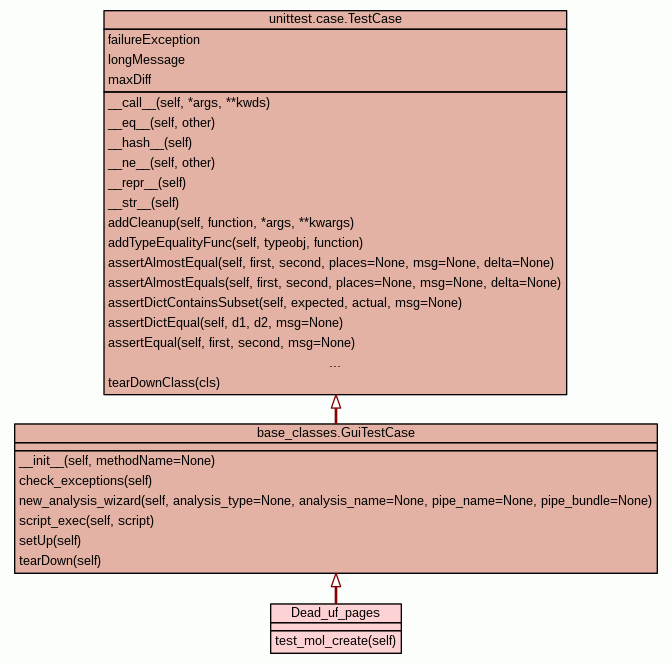 unittest.case.TestCase
failureException
longMessage
maxDiff
__call__(self, *args, **kwds)
__eq__(self, other)
__hash__(self)
__ne__(self, other)
__repr__(self)
__str__(self)
addCleanup(self, function, *args, **kwargs)
addTypeEqualityFunc(self, typeobj, function)
assertAlmostEqual(self, first, second, places=None, msg=None, delta=None)
assertAlmostEquals(self, first, second, places=None, msg=None, delta=None)
assertDictContainsSubset(self, expected, actual, msg=None)
assertDictEqual(self, d1, d2, msg=None)
assertEqual(self, first, second, msg=None)
...
tearDownClass(cls)
base_classes.GuiTestCase
__init__(self, methodName=None)
check_exceptions(self)
new_analysis_wizard(self, analysis_type=None, analysis_name=None, pipe_name=None, pipe_bundle=None)
script_exec(self, script)
setUp(self)
tearDown(self)
Dead_uf_pages
test_mol_create(self)